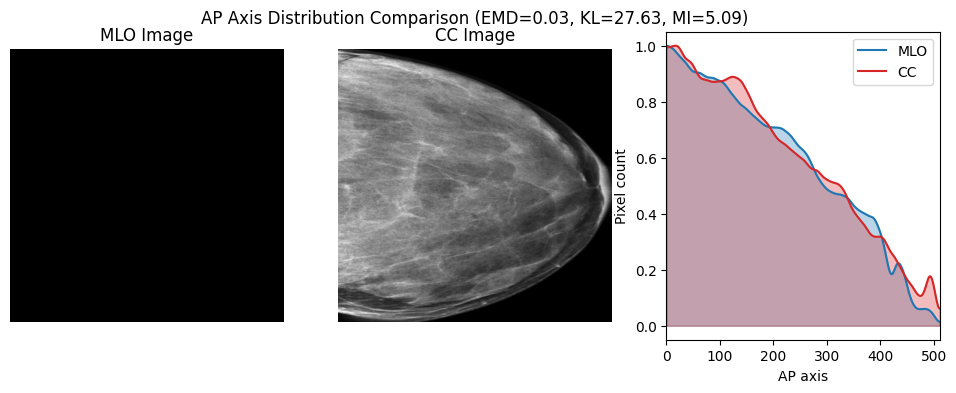 AP Axis Distribution Comparison (EMD=0.03, KL=27.63, MI=5.09)
MLO Image
CC Image
MLO
CC
1.0
0.8
0.6
0.4
0.2
0.0
Pixel count
0 100 200 300 400 500
AP axis